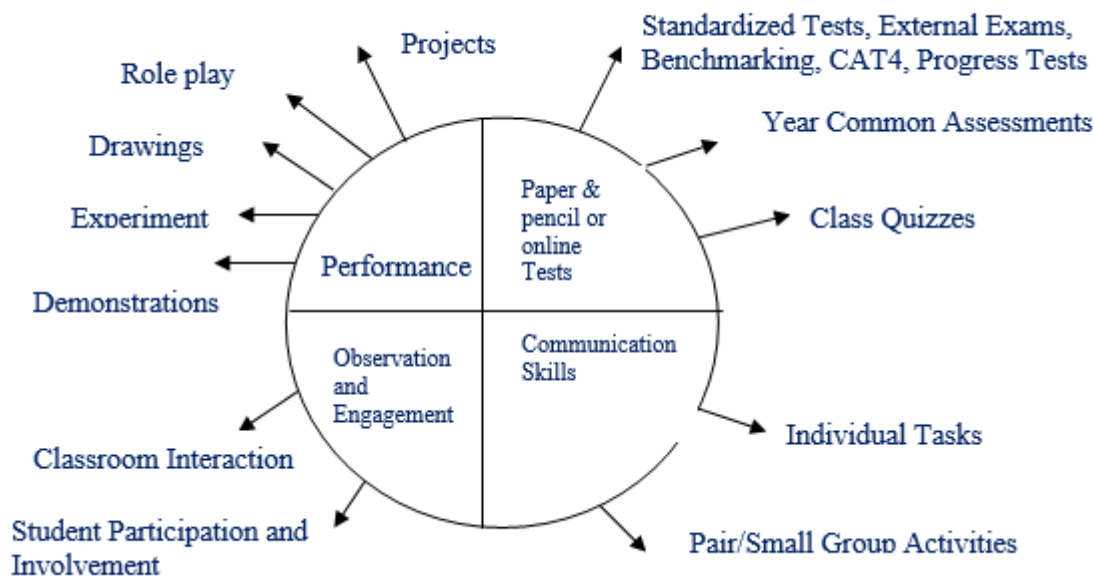 Projects
Standardized Tests, External Exams,
Benchmarking, CAT4, Progress Tests
Role play
Year Common Assessments
Drawings
Paper &
pencil or
online
Tests
Experiment
Class Quizzes
Performance
Demonstrations
Observation
and
Engagement
Communication
Skills
Individual Tasks
Classroom Interaction
Student Participation and
Involvement
Pair/Small Group Activities